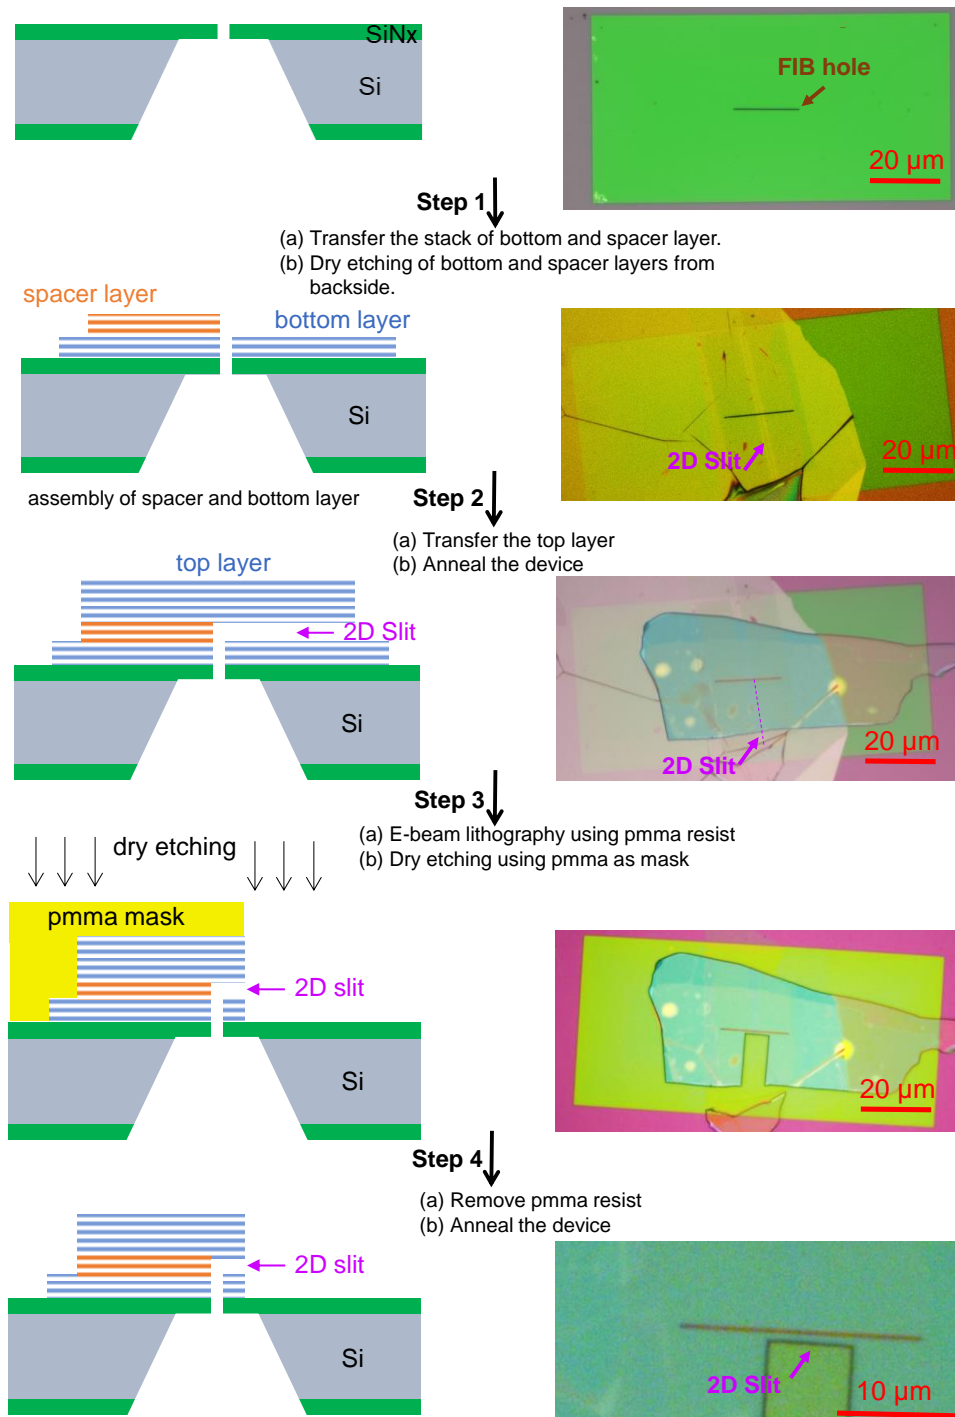 SiNx
Si
FIB hole
20 μm
Step 1
(a) Transfer the stack of bottom and spacer layer.
(b) Dry etching of bottom and spacer layers from
backside.
spacer layer
bottom layer
Si
2D Slit
20 μm
assembly of spacer and bottom layer
Step 2
(a) Transfer the top layer
(b) Anneal the device
top layer
2D Slit
Si
2D Slit
20 μm
Step 3
(a) E-beam lithography using pmma resist
(b) Dry etching using pmma as mask
dry etching
pmma mask
2D slit
Si
20 μm
Step 4
(a) Remove pmma resist
(b) Anneal the device
2D slit
Si
2D Slit
10 μm